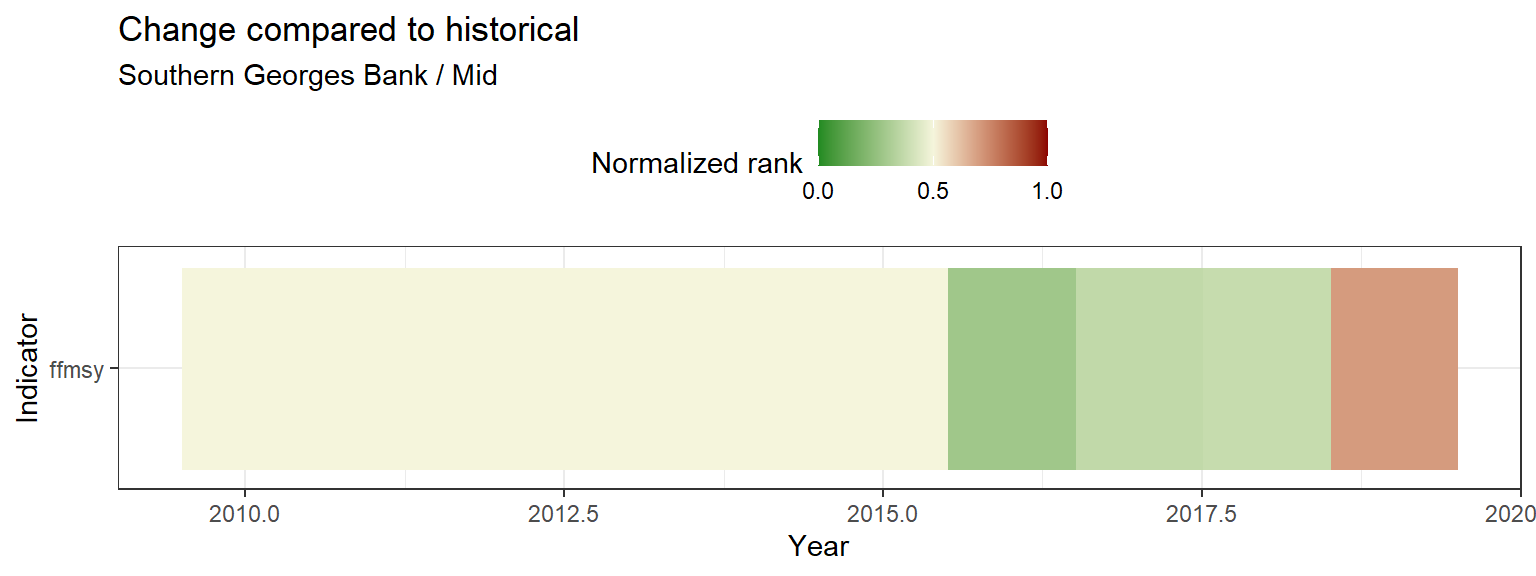 Change compared to historical
Southern Georges Bank / Mid
Normalized rank
0.0 0.5 1.0
Indicator
ffmsy
2010.0 2012.5 2015.0 2017.5 2020
Year